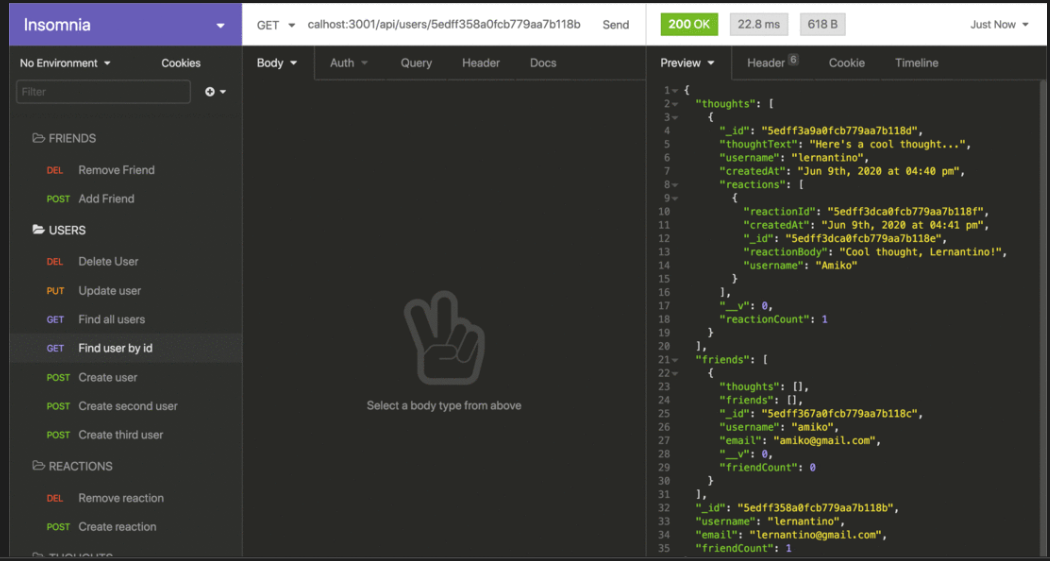 Insomnia
GET calhost:3001/api/users/5edff358a0fcb779aa7b118b Send
200 OK 22.8 ms 618 B Just Now
No Environment Cookies
Filter
FRIENDS
DEL Remove Friend
POST Add Friend
USERS
DEL Delete User
PUT Update user
GET Find all users
GET Find user by id
POST Create user
POST Create second user
POST Create third user
REACTIONS
DEL Remove reaction
POST Create reaction
THOUGHTS
Body Auth Query Header Docs
Select a body type from above
Preview Header 6 Cookie Timeline
1 {
2 "thoughts": [
3 {
4 "_id": "5edff3a9a0fcb779aa7b118d",
5 "thoughtText": "Here's a cool thought...",
6 "username": "lernantino",
7 "createdAt": "Jun 9th, 2020 at 04:40 pm",
8 "reactions": [
9 {
10 "reactionId": "5edff3dca0fcb779aa7b118f",
11 "createdAt": "Jun 9th, 2020 at 04:41 pm",
12 "_id": "5edff3dca0fcb779aa7b118e",
13 "reactionBody": "Cool thought, Lernantino!",
14 "username": "Amiko"
15 }
16 ],
17 "__v": 0,
18 "reactionCount": 1
19 }
20 ],
21 "friends": [
22 {
23 "thoughts": [],
24 "friends": [],
25 "_id": "5edff367a0fcb779aa7b118c",
26 "username": "amiko",
27 "email": "amiko@gmail.com",
28 "__v": 0,
29 "friendCount": 0
30 }
31 ],
32 "_id": "5edff358a0fcb779aa7b118b",
33 "username": "lernantino",
34 "email": "lernantino@gmail.com",
35 "friendCount": 1